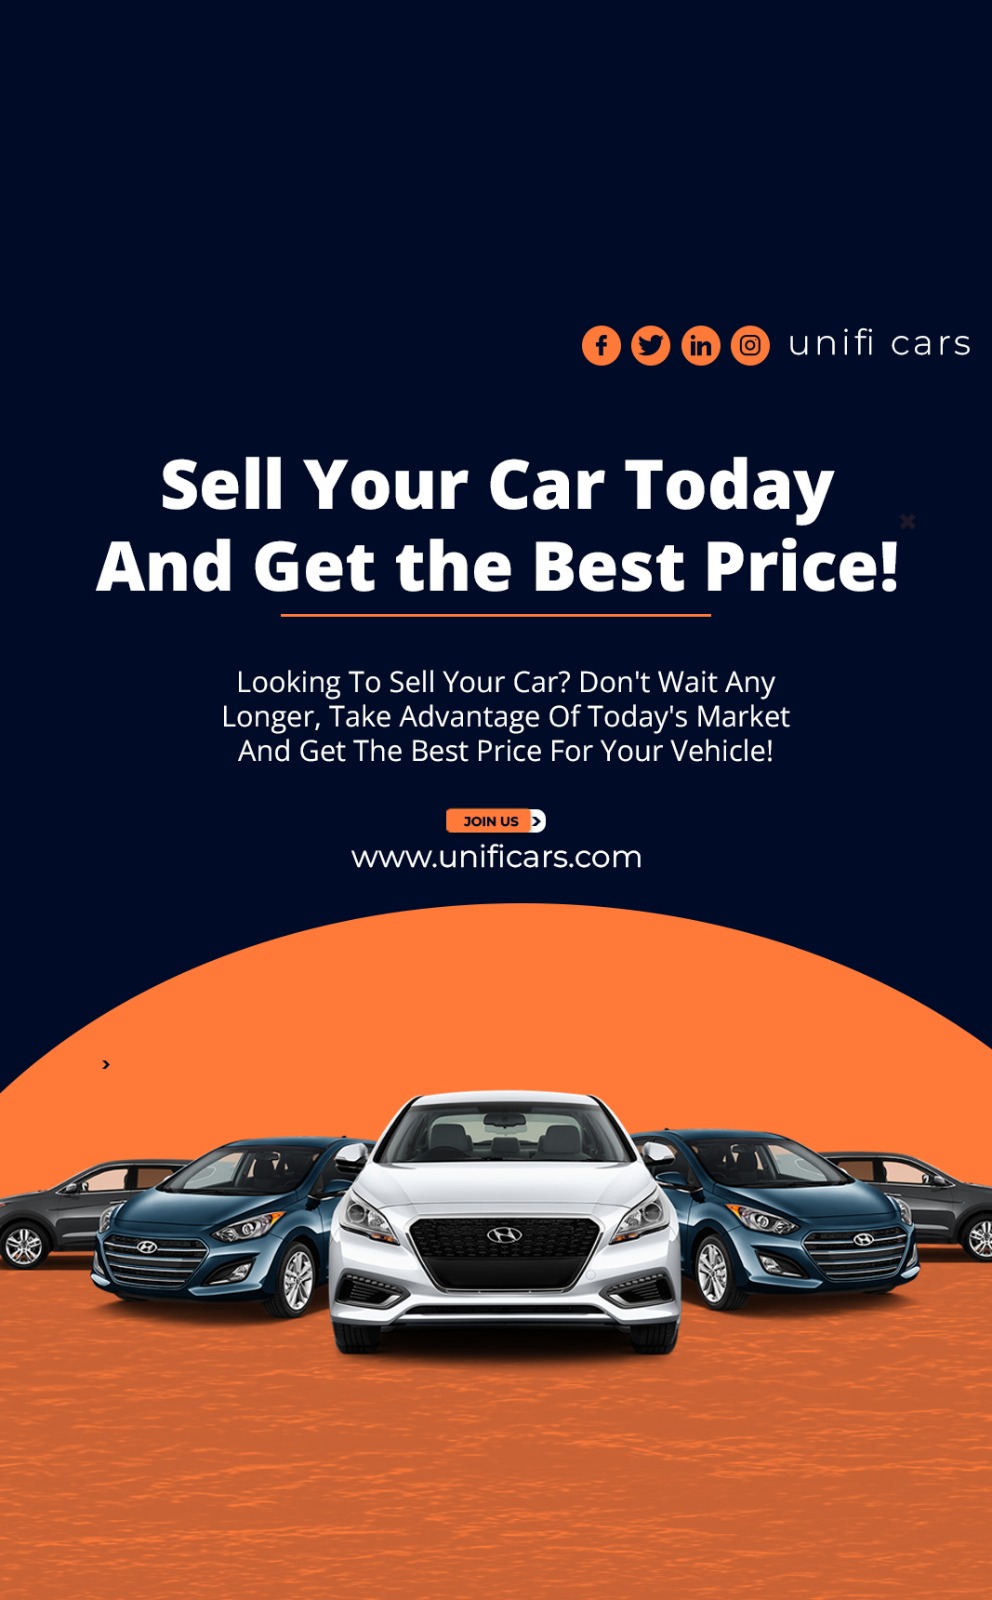 unifi cars
Sell Your Car Today
And Get the Best Price!
Looking To Sell Your Car? Don't Wait Any
Longer, Take Advantage Of Today's Market
And Get The Best Price For Your Vehicle!
JOIN US
www.unificars.com